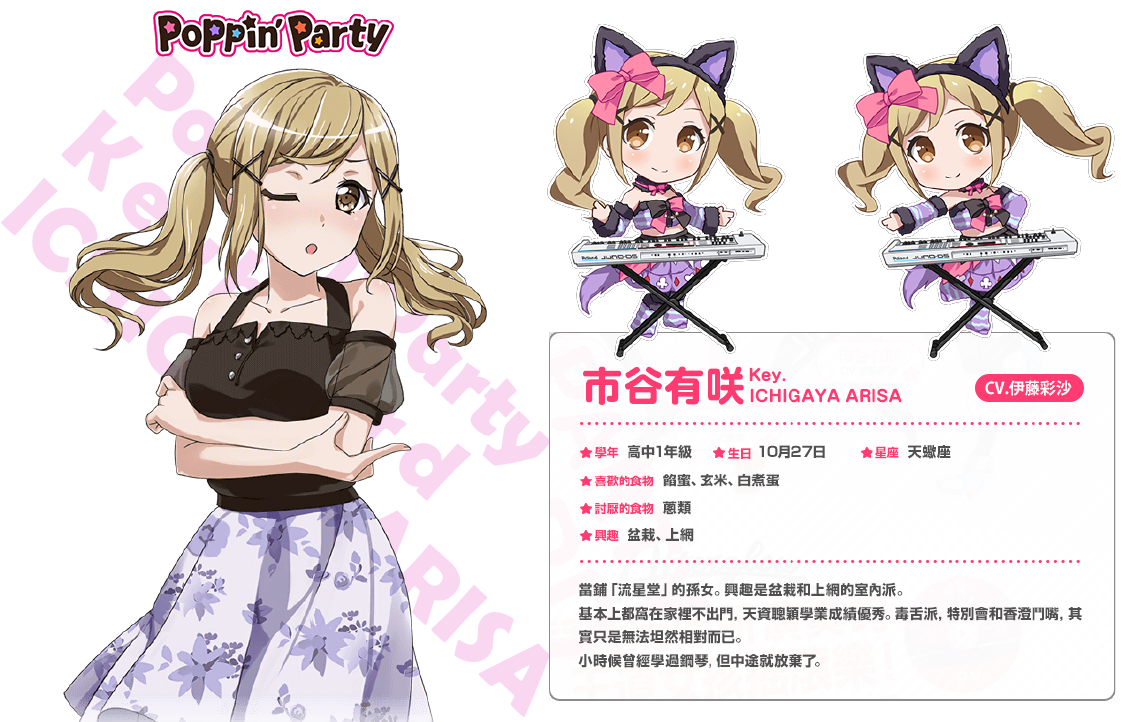 Poppin'Party
Poppin'Party
Keyboard
ICHIGAYA ARISA
Roland JUNO-DS
Roland JUNO-DS
市谷有咲 Key. ICHIGAYA ARISA CV.伊藤彩沙
★學年 高中1年級 ★生日 10月27日 ★星座 天蠍座
★喜歡的食物 餡蜜、玄米、白煮蛋
★討厭的食物 蔥類
★興趣 盆栽、上網
當鋪「流星堂」的孫女。興趣是盆栽和上網的室內派。
基本上都窩在家裡不出門,天資聰穎學業成績優秀。毒舌派,特別會和香澄鬥嘴,其
實只是無法坦然相對而已。
小時候曾經學過鋼琴,但中途就放棄了。